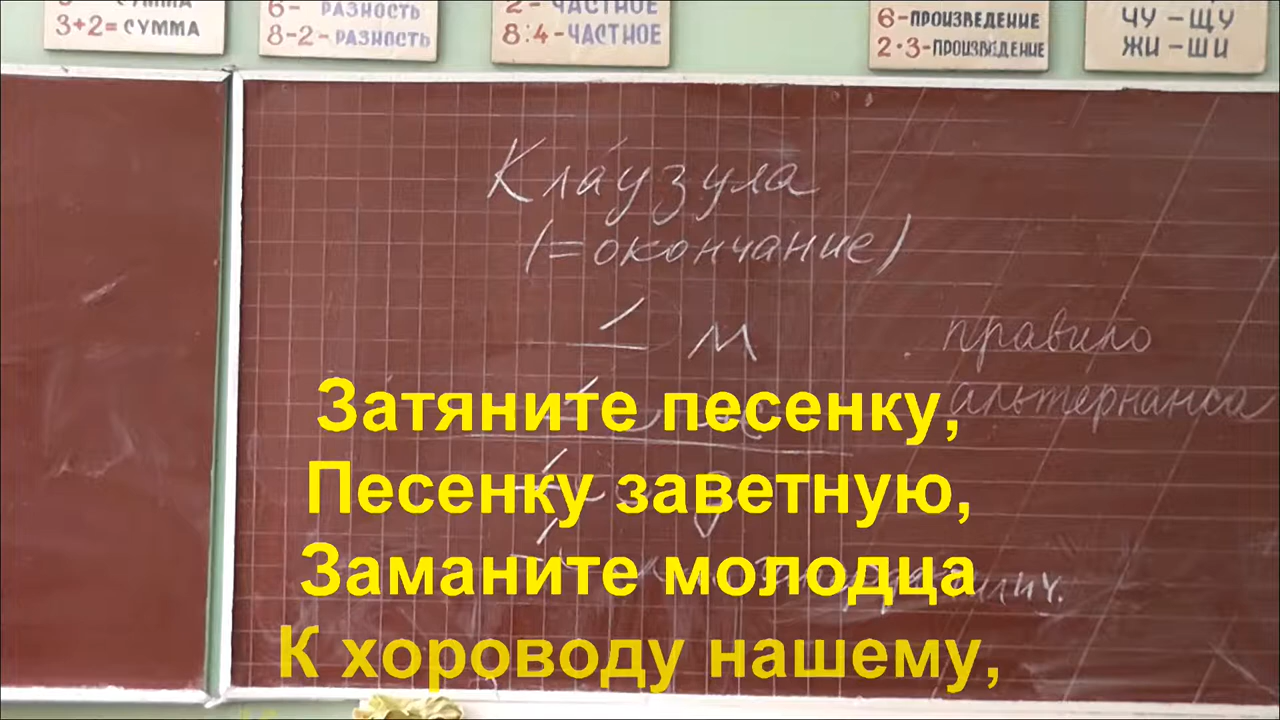 3+2= СУММА
6- РАЗНОСТЬ
8-2-РАЗНОСТЬ
2- ЧАСТНОЕ
8:4-ЧАСТНОЕ
6-ПРОИЗВЕДЕНИЕ
2·3-ПРОИЗВЕДЕНИЕ
ЧУ - ЩУ
ЖИ - ШИ
Клáузула
(=окончание)
м
правило
альтернанса
Затяните песенку,
Песенку заветную,
Заманите молодца
К хороводу нашему,